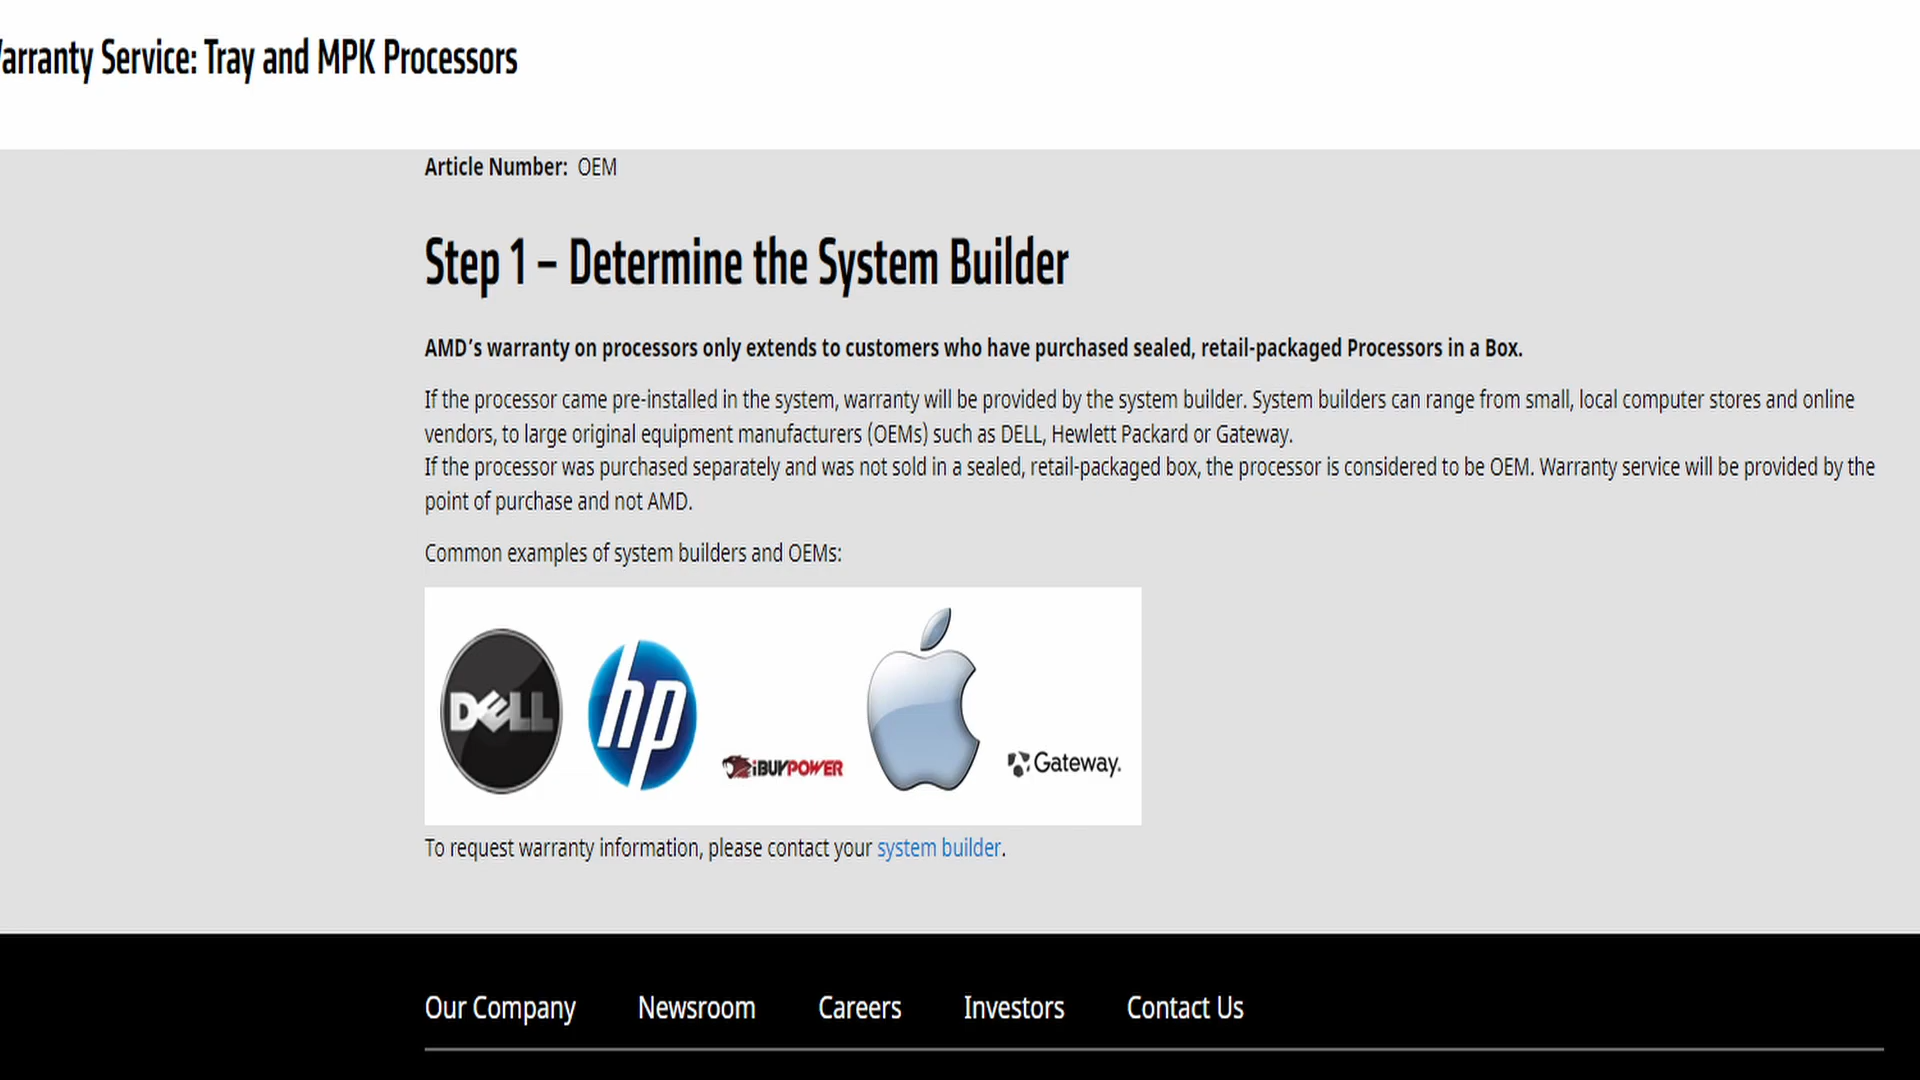 arranty Service: Tray and MPK Processors
Article Number: OEM
Step 1 – Determine the System Builder
AMD’s warranty on processors only extends to customers who have purchased sealed, retail-packaged Processors in a Box.
If the processor came pre-installed in the system, warranty will be provided by the system builder. System builders can range from small, local computer stores and online
vendors, to large original equipment manufacturers (OEMs) such as DELL, Hewlett Packard or Gateway.
If the processor was purchased separately and was not sold in a sealed, retail-packaged box, the processor is considered to be OEM. Warranty service will be provided by the
point of purchase and not AMD.
Common examples of system builders and OEMs:
DELL hp iBUYPOWER Gateway.
To request warranty information, please contact your system builder.
Our Company Newsroom Careers Investors Contact Us